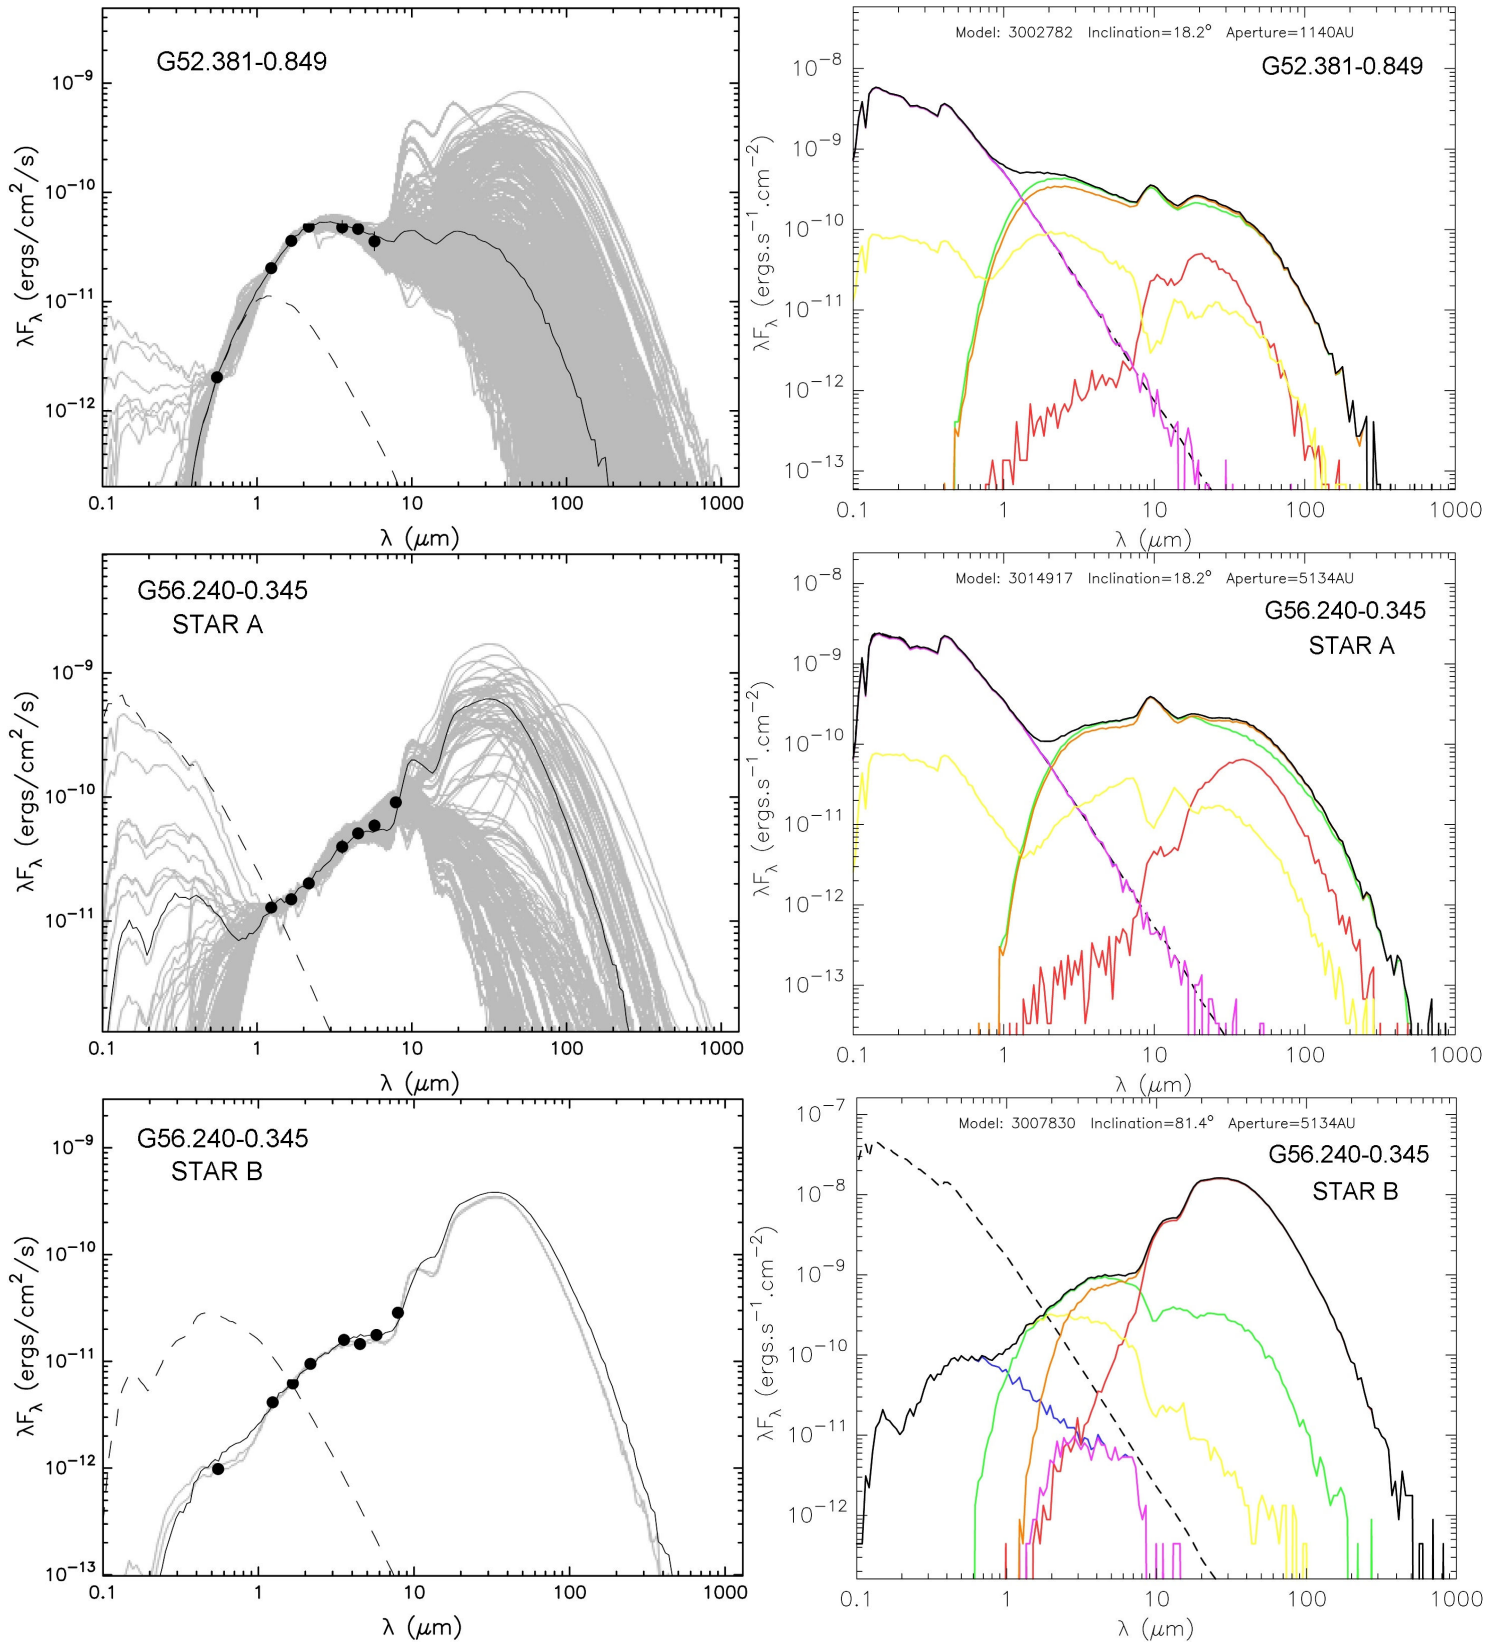 G52.381-0.849
10⁻⁹
10⁻¹⁰
10⁻¹¹
10⁻¹²
λF_λ (ergs/cm²/s)
0.1 1 10 100 1000
λ (μm)
Model: 3002782 Inclination=18.2° Aperture=1140AU
G52.381-0.849
10⁻⁸
10⁻⁹
10⁻¹⁰
10⁻¹¹
10⁻¹²
10⁻¹³
λF_λ (ergs.s⁻¹.cm⁻²)
0.1 1 10 100 1000
λ (μm)
G56.240-0.345
STAR A
10⁻⁹
10⁻¹⁰
10⁻¹¹
λF_λ (ergs/cm²/s)
0.1 1 10 100 1000
λ (μm)
Model: 3014917 Inclination=18.2° Aperture=5134AU
G56.240-0.345
STAR A
10⁻⁸
10⁻⁹
10⁻¹⁰
10⁻¹¹
10⁻¹²
10⁻¹³
λF_λ (ergs.s⁻¹.cm⁻²)
0.1 1 10 100 1000
λ (μm)
G56.240-0.345
STAR B
10⁻⁹
10⁻¹⁰
10⁻¹¹
10⁻¹²
10⁻¹³
λF_λ (ergs/cm²/s)
0.1 1 10 100 1000
λ (μm)
Model: 3007830 Inclination=81.4° Aperture=5134AU
G56.240-0.345
STAR B
10⁻⁷
10⁻⁸
10⁻⁹
10⁻¹⁰
10⁻¹¹
10⁻¹²
λF_λ (ergs.s⁻¹.cm⁻²)
0.1 1 10 100 1000
λ (μm)